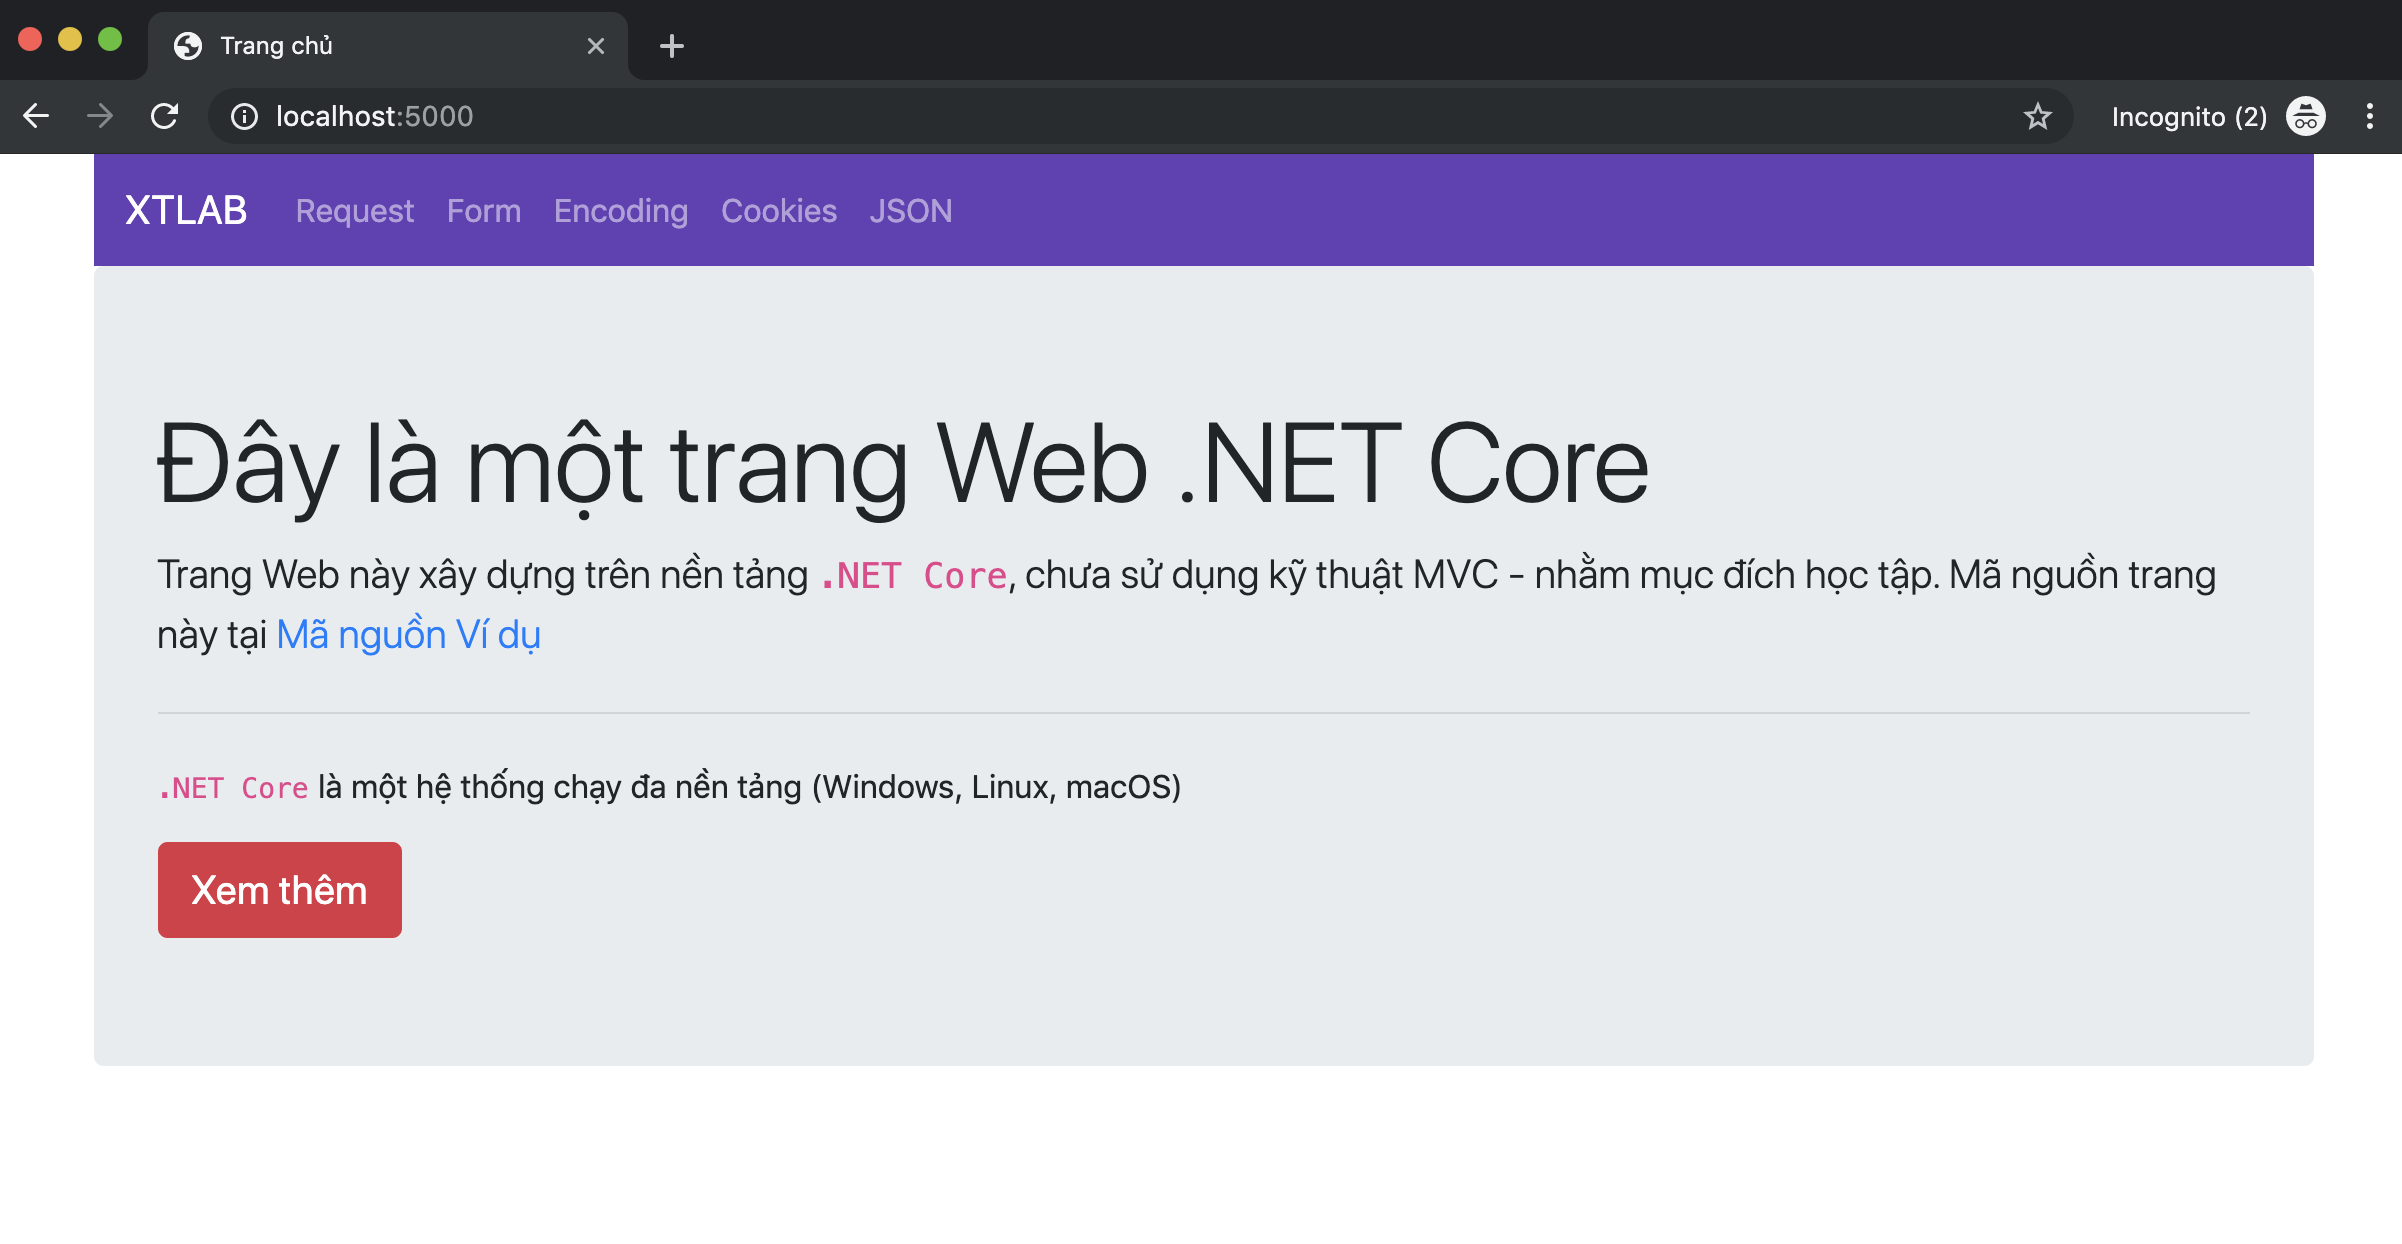 Trang chủ
localhost:5000
Incognito (2)
XTLAB Request Form Encoding Cookies JSON
Đây là một trang Web .NET Core
Trang Web này xây dựng trên nền tảng .NET Core, chưa sử dụng kỹ thuật MVC - nhằm mục đích học tập. Mã nguồn trang
này tại Mã nguồn Ví dụ
.NET Core là một hệ thống chạy đa nền tảng (Windows, Linux, macOS)
Xem thêm